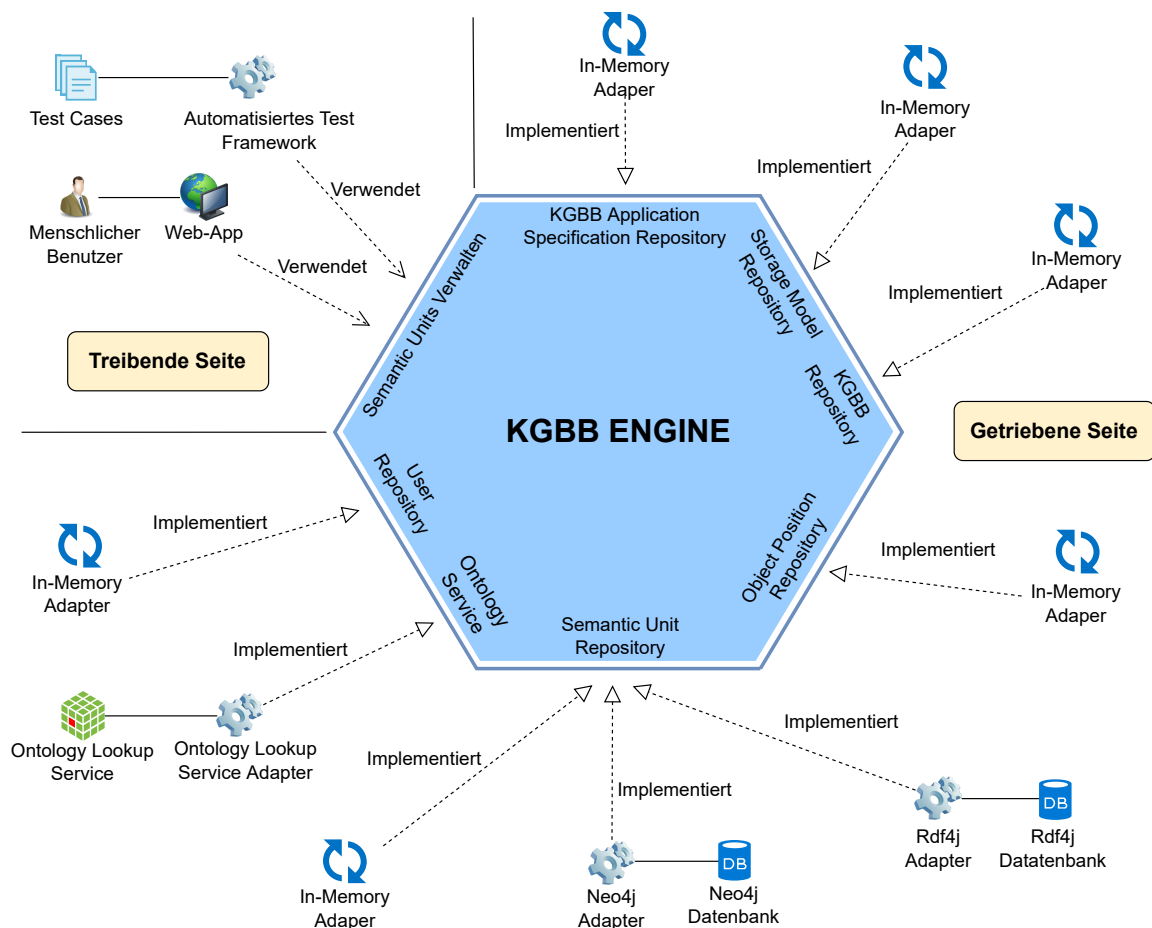 In-Memory
Adaper
Implementiert
In-Memory
Adaper
Implementiert
In-Memory
Adaper
Implementiert
Test Cases
Automatisiertes Test
Framework
Verwendet
Menschlicher
Benutzer
Web-App
Verwendet
Treibende Seite
KGBB Application
Specification Repository
Storage Model
Repository
KGBB
Repository
Semantic Units Verwalten
KGBB ENGINE
Getriebene Seite
User
Repository
Ontology
Service
Semantic Unit
Repository
Object Position
Repository
Implementiert
In-Memory
Adapter
Implementiert
In-Memory
Adaper
Implementiert
Ontology Lookup
Service
Ontology Lookup
Service Adapter
Implementiert
In-Memory
Adaper
Implementiert
Neo4j
Adapter
Neo4j
Datenbank
Implementiert
Rdf4j
Adapter
DB
Rdf4j
Datatenbank
DB